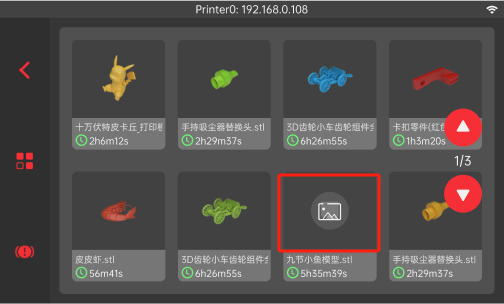 Printer0: 192.168.0.108
十万伏特皮卡丘_打印模
2h6m12s
手持吸尘器替换头.stl
2h29m37s
3D齿轮小车齿轮组件全
6h26m55s
卡扣零件(红色
1h3m20s
1/3
皮皮虾.stl
56m41s
3D齿轮小车齿轮组件全
6h26m55s
九节小鱼模型.stl
5h35m39s
手持吸尘器替换头.stl
2h29m37s